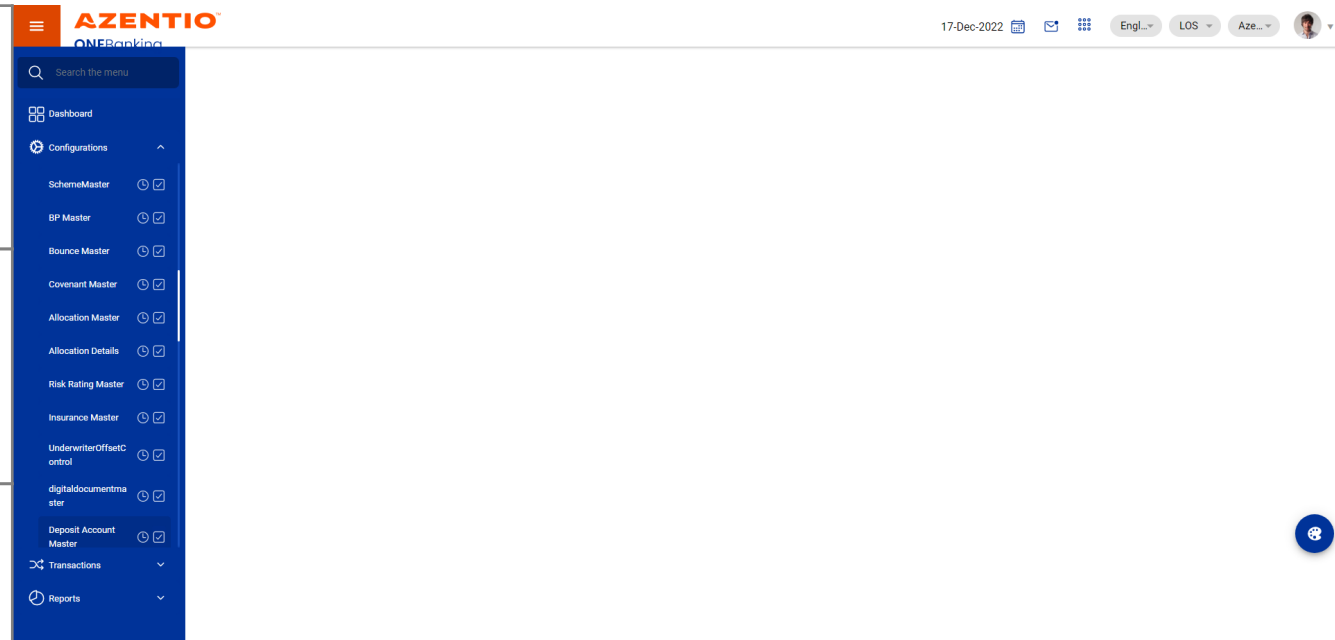 AZENTIO
ONEBanking
17-Dec-2022
Engl...
LOS
Aze...
Search the menu
Dashboard
Configurations
SchemeMaster
BP Master
Bounce Master
Covenant Master
Allocation Master
Allocation Details
Risk Rating Master
Insurance Master
UnderwriterOffsetC
ontrol
digitaldocumentma
ster
Deposit Account
Master
Transactions
Reports